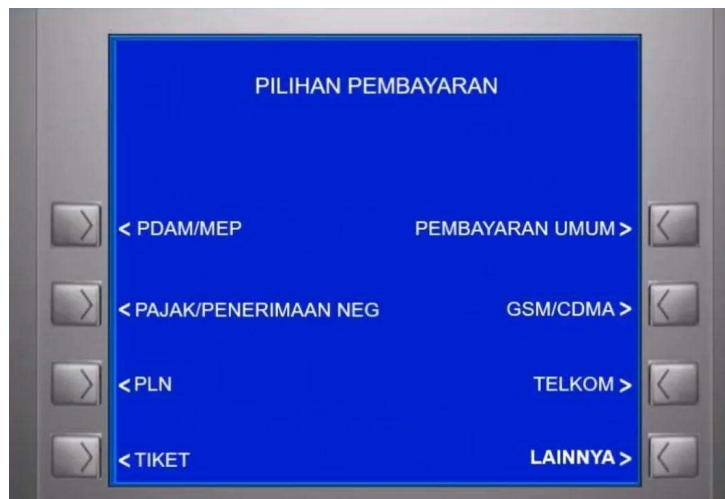 PILIHAN PEMBAYARAN
< PDAM/MEP
PEMBAYARAN UMUM >
< PAJAK/PENERIMAAN NEG
GSM/CDMA >
< PLN
TELKOM >
< TIKET
LAINNYA >